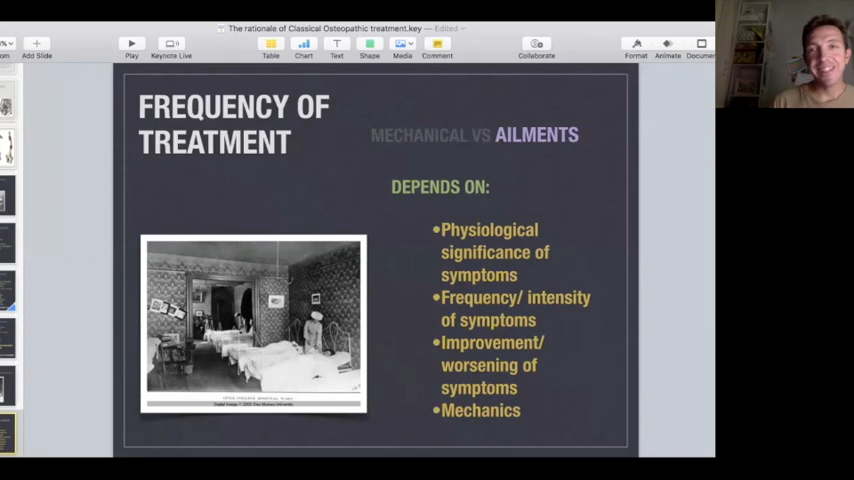 The rationale of Classical Osteopathic treatment.key — Edited
Add Slide
Play
Keynote Live
Table
Chart
Text
Shape
Media
Comment
Collaborate
Format
Animate
Documen
FREQUENCY OF
TREATMENT
MECHANICAL VS AILMENTS
DEPENDS ON:
•Physiological
significance of
symptoms
•Frequency/ intensity
of symptoms
•Improvement/
worsening of
symptoms
•Mechanics